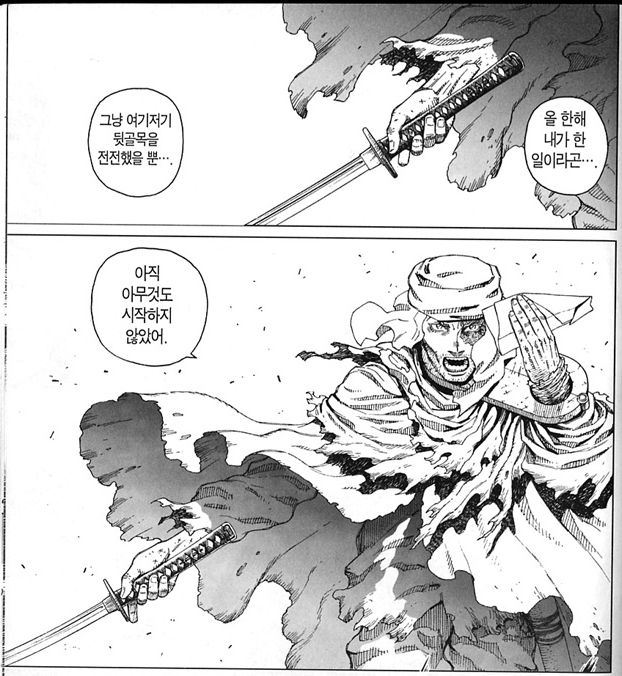 올 한해
내가 한
일이라곤….
그냥 여기저기
뒷골목을
전전했을 뿐….
아직
아무것도
시작하지
않았어.